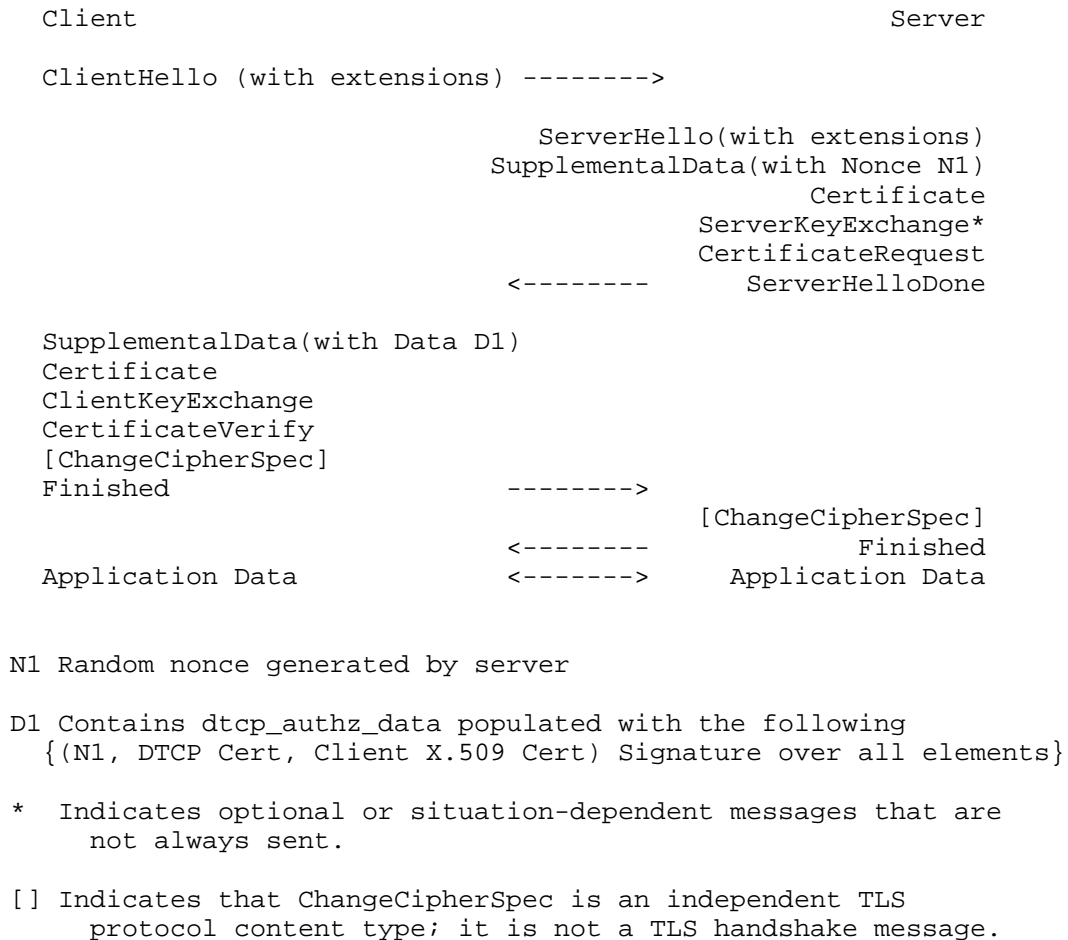 Client                                                     Server
ClientHello (with extensions) -------->
ServerHello(with extensions)
SupplementalData(with Nonce N1)
Certificate
ServerKeyExchange*
CertificateRequest
<--------      ServerHelloDone
SupplementalData(with Data D1)
Certificate
ClientKeyExchange
CertificateVerify
[ChangeCipherSpec]
Finished                     -------->
[ChangeCipherSpec]
<--------             Finished
Application Data             <------->     Application Data
N1 Random nonce generated by server
D1 Contains dtcp_authz_data populated with the following
{(N1, DTCP Cert, Client X.509 Cert) Signature over all elements}
*  Indicates optional or situation-dependent messages that are
not always sent.
[] Indicates that ChangeCipherSpec is an independent TLS
protocol content type; it is not a TLS handshake message.